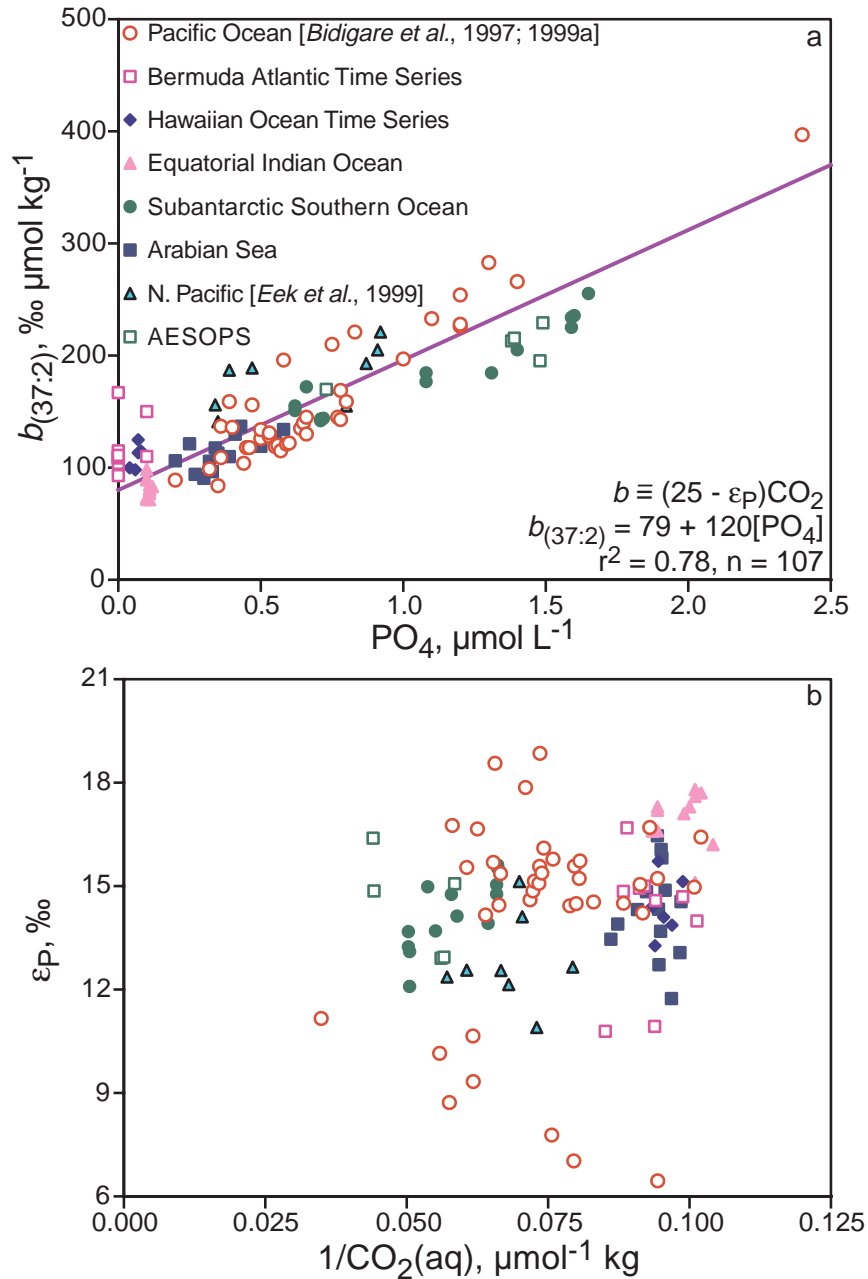 500
400
300
200
100
0
b(37:2), ‰ µmol kg-1
a
Pacific Ocean [Bidigare et al., 1997; 1999a]
Bermuda Atlantic Time Series
Hawaiian Ocean Time Series
Equatorial Indian Ocean
Subantarctic Southern Ocean
Arabian Sea
N. Pacific [Eek et al., 1999]
AESOPS
b ≡ (25 - εP)CO2
b(37:2) = 79 + 120[PO4]
r2 = 0.78, n = 107
0.0 0.5 1.0 1.5 2.0 2.5
PO4, µmol L-1
21
18
15
12
9
6
εP, ‰
b
0.000 0.025 0.050 0.075 0.100 0.125
1/CO2(aq), µmol-1 kg